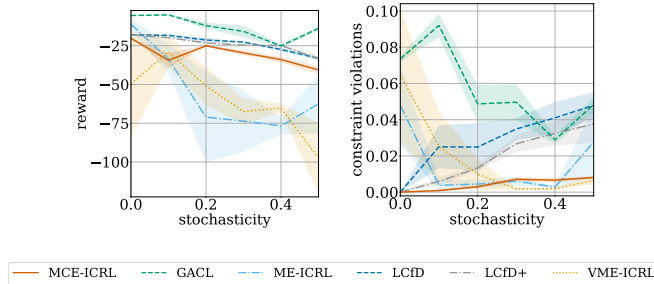 reward
−25
−50
−75
−100
0.0 0.2 0.4
stochasticity
constraint violations
0.10
0.08
0.06
0.04
0.02
0.00
0.0 0.2 0.4
stochasticity
MCE-ICRL GACL ME-ICRL LCfD LCfD+ VME-ICRL